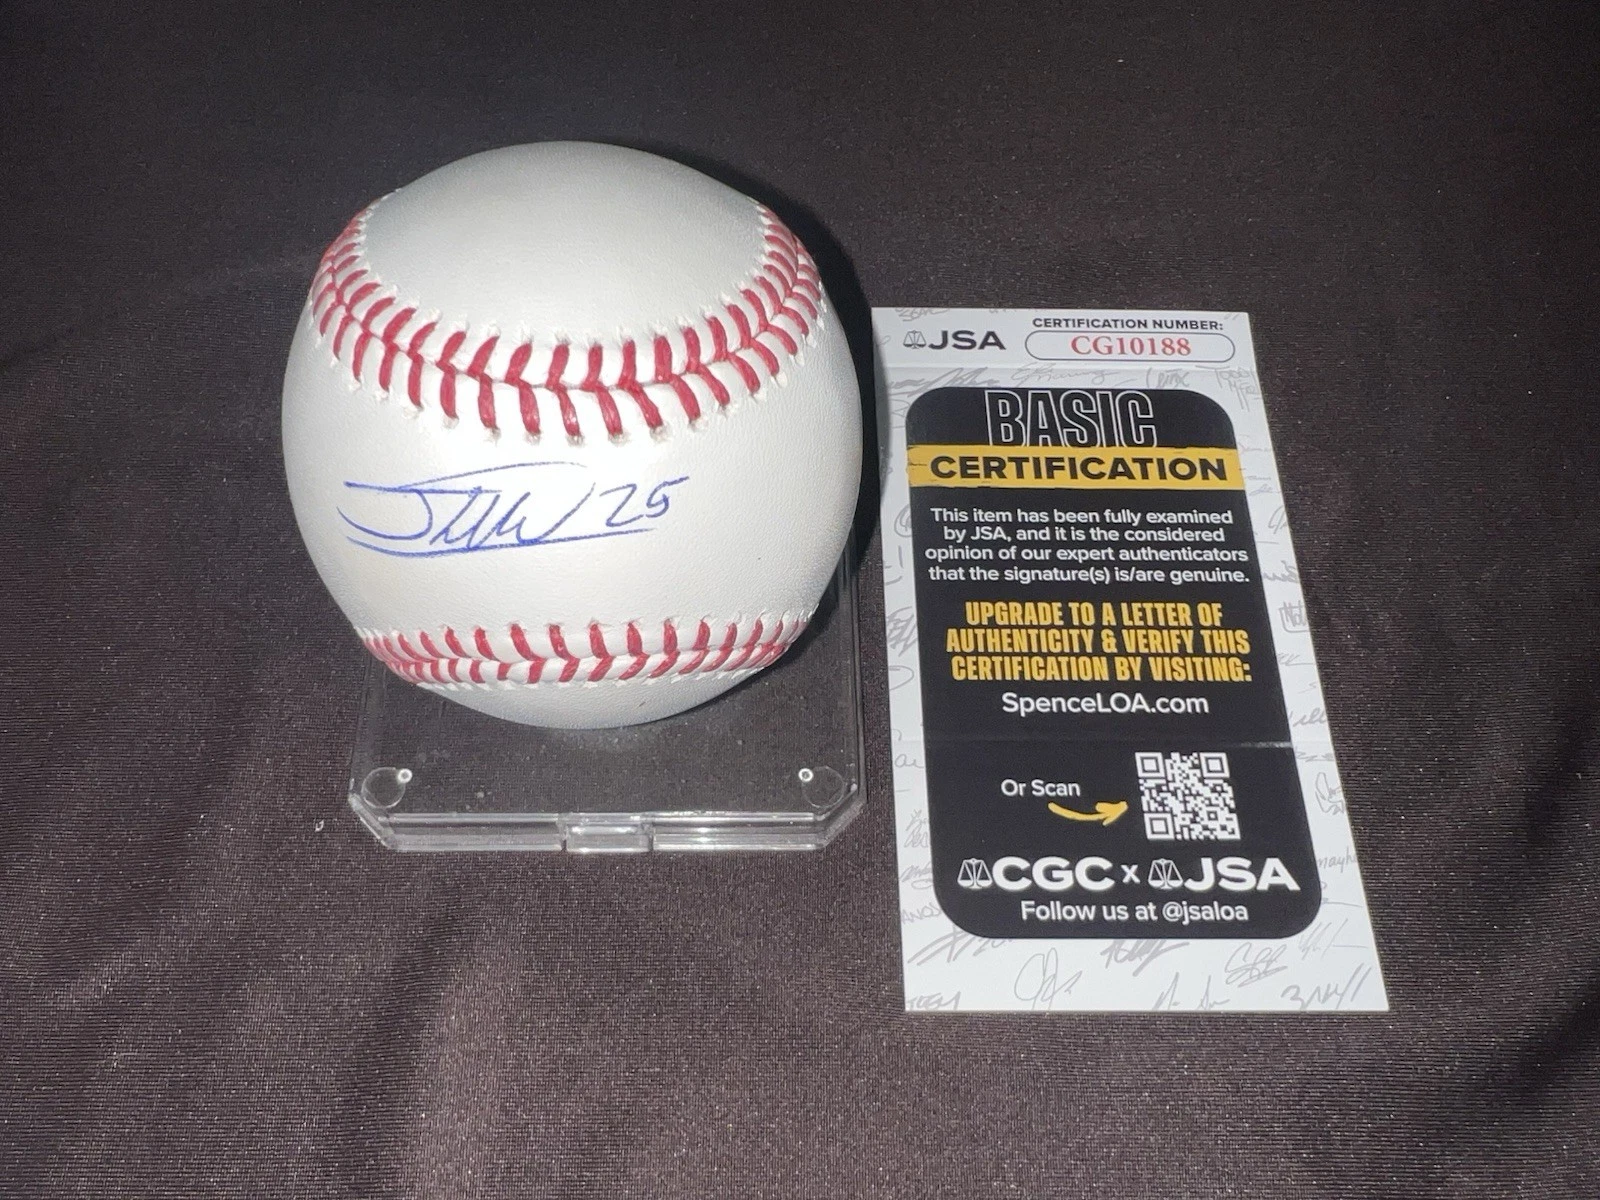 25
JSA
CERTIFICATION NUMBER:
CG10188
BASIC
CERTIFICATION
This item has been fully examined
by JSA, and it is the considered
opinion of our expert authenticators
that the signature(s) is/are genuine.
UPGRADE TO A LETTER OF
AUTHENTICITY & VERIFY THIS
CERTIFICATION BY VISITING:
SpenceLOA.com
Or Scan
CGC x JSA
Follow us at @jsaloa